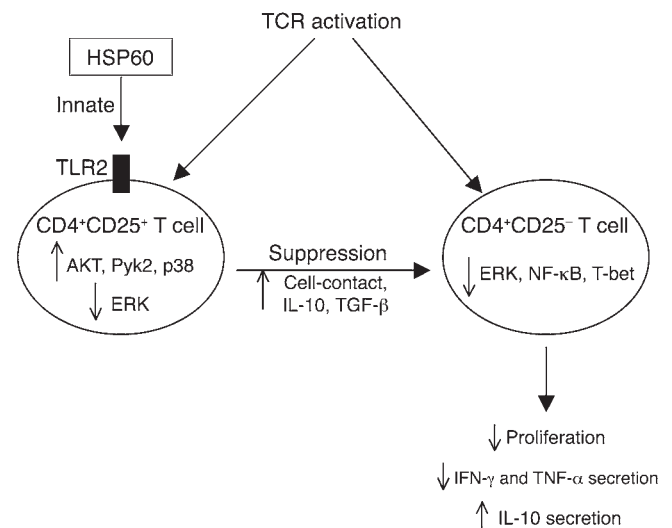 TCR activation
HSP60
Innate
TLR2
CD4⁺CD25⁺ T cell
↑ AKT, Pyk2, p38
↓ ERK
Suppression
↑ Cell-contact,
IL-10, TGF-β
CD4⁺CD25⁻ T cell
↓ ERK, NF-κB, T-bet
↓ Proliferation
↓ IFN-γ and TNF-α secretion
↑ IL-10 secretion